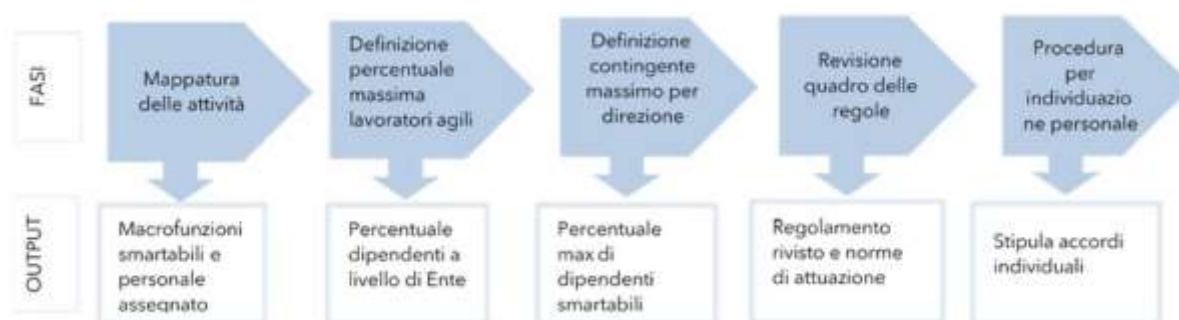 FASI
Mappatura
delle attività
Definizione
percentuale
massima
lavoratori agili
Definizione
contingente
massimo per
direzione
Revisione
quadro delle
regole
Procedura
per
individuazio
ne personale
OUTPUT
Macrofunzioni
smartabili e
personale
assegnato
Percentuale
dipendenti a
livello di Ente
Percentuale
max di
dipendenti
smartabili
Regolamento
rivisto e norme
di attuazione
Stipula accordi
individuali